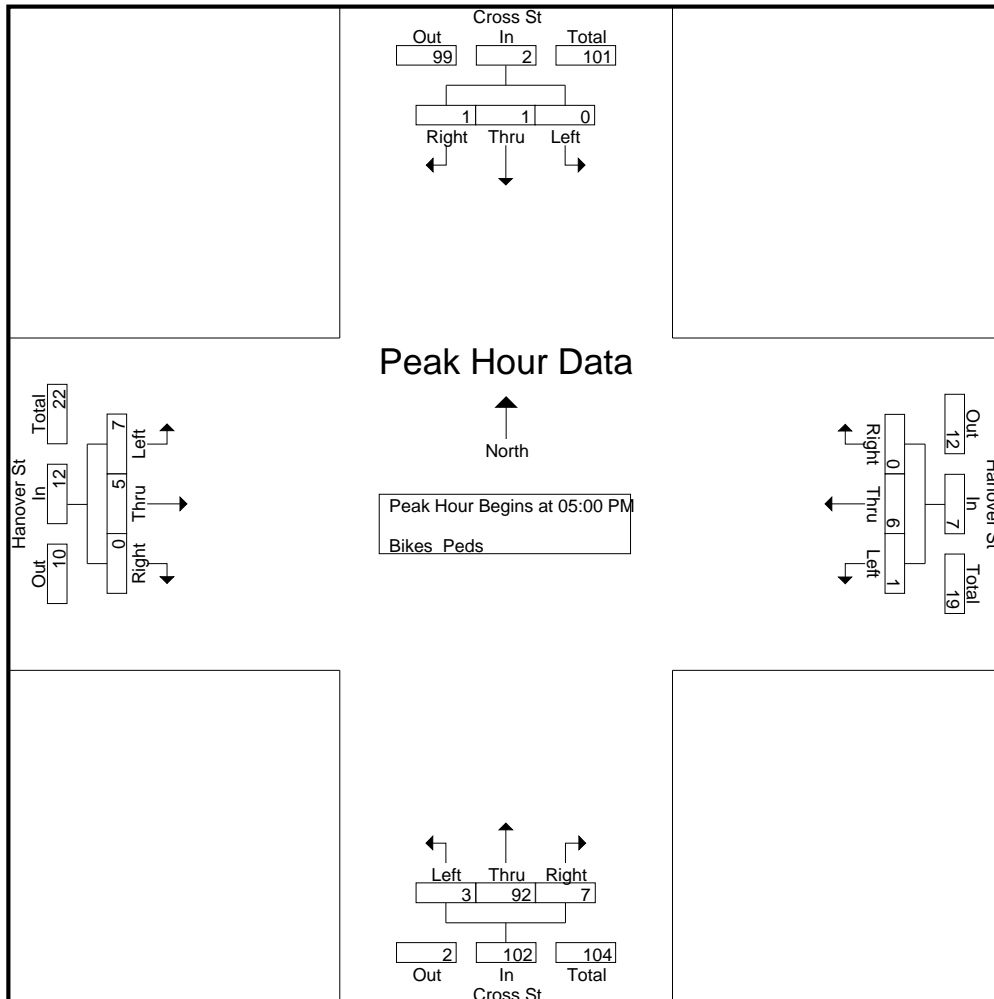 Cross St
Out In Total
99 2 101
1 1 0
Right Thru Left
Peak Hour Data
North
Peak Hour Begins at 05:00 PM
Bikes Peds
Hanover St
Total In Out
22 12 10
7 5 0
Left Thru Right
Right Thru Left
0 6 1
12 7 19
Out In Total
Hanover St
Left Thru Right
3 92 7
2 102 104
Out In Total
Cross St